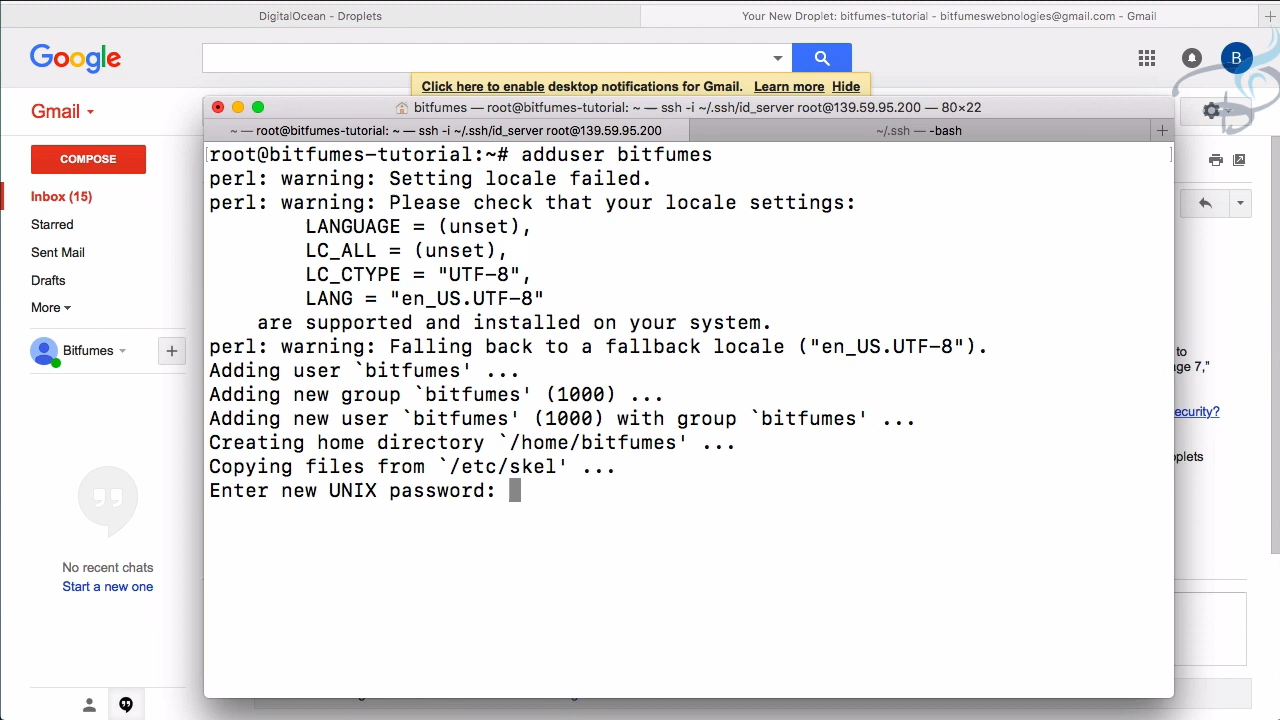 DigitalOcean - Droplets
Your New Droplet: bitfumes-tutorial - bitfumeswebnologies@gmail.com - Gmail
Google
B
Click here to enable desktop notifications for Gmail. Learn more Hide
Gmail
COMPOSE
Inbox (15)
Starred
Sent Mail
Drafts
More
Bitfumes
No recent chats
Start a new one
bitfumes — root@bitfumes-tutorial: ~ — ssh -i ~/.ssh/id_server root@139.59.95.200 — 80×22
~ — root@bitfumes-tutorial: ~ — ssh -i ~/.ssh/id_server root@139.59.95.200
~/.ssh — -bash
root@bitfumes-tutorial:~# adduser bitfumes
perl: warning: Setting locale failed.
perl: warning: Please check that your locale settings:
LANGUAGE = (unset),
LC_ALL = (unset),
LC_CTYPE = "UTF-8",
LANG = "en_US.UTF-8"
are supported and installed on your system.
perl: warning: Falling back to a fallback locale ("en_US.UTF-8").
Adding user `bitfumes' ...
Adding new group `bitfumes' (1000) ...
Adding new user `bitfumes' (1000) with group `bitfumes' ...
Creating home directory `/home/bitfumes' ...
Copying files from `/etc/skel' ...
Enter new UNIX password:
to
ge 7,"
ecurity?
plets